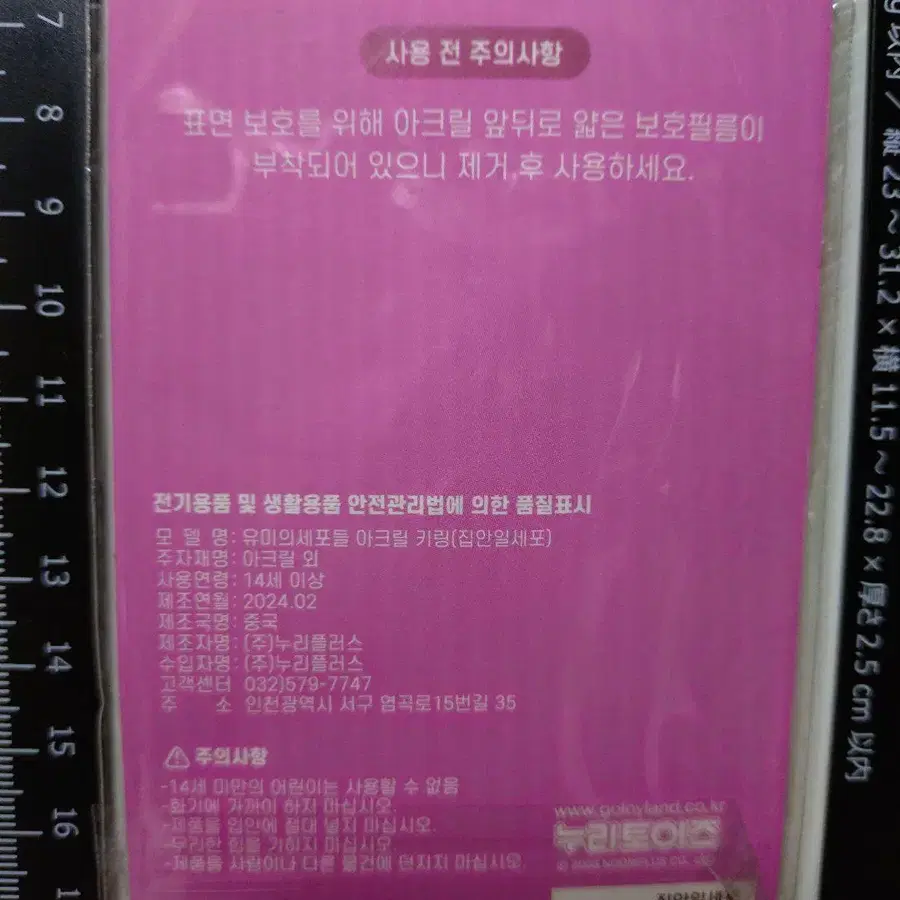 사용 전 주의사항
표면 보호를 위해 아크릴 앞뒤로 얇은 보호필름이
부착되어 있으니 제거 후 사용하세요.
전기용품 및 생활용품 안전관리법에 의한 품질표시
모 델 명: 유미의세포들 아크릴 키링(집안일세포)
주자재명: 아크릴 외
사용연령: 14세 이상
제조연월: 2024.02
제조국명: 중국
제조자명: (주)누리플러스
수입자명: (주)누리플러스
고객센터 032)579-7747
주 소 인천광역시 서구 염곡로15번길 35
주의사항
-14세 미만의 어린이는 사용할 수 없음
-화기에 가까이 하지 마십시오.
-제품을 입안에 절대 넣지 마십시오.
-무리한 힘을 가하지 마십시오.
-제품을 사람이나 다른 물건에 던지지 마십시오.
www.gotoyland.co.kr
누리토이즈
7
8
9
10
11
12
13
14
15
16
以内 / 縦 23 ~ 31.2 × 横 11.5 ~ 22.8 × 厚さ 2.5 cm 以内